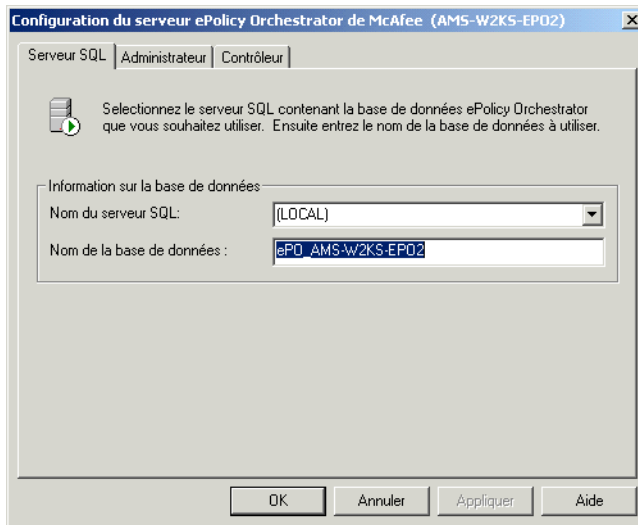 Configuration du serveur ePolicy Orchestrator de McAfee (AMS-W2KS-EPO2)
Serveur SQL Administrateur Contrôleur
Selectionnez le serveur SQL contenant la base de données ePolicy Orchestrator
que vous souhaitez utiliser. Ensuite entrez le nom de la base de données à utiliser.
Information sur la base de données
Nom du serveur SQL: (LOCAL)
Nom de la base de données : ePO_AMS-W2KS-EPO2
OK Annuler Appliquer Aide